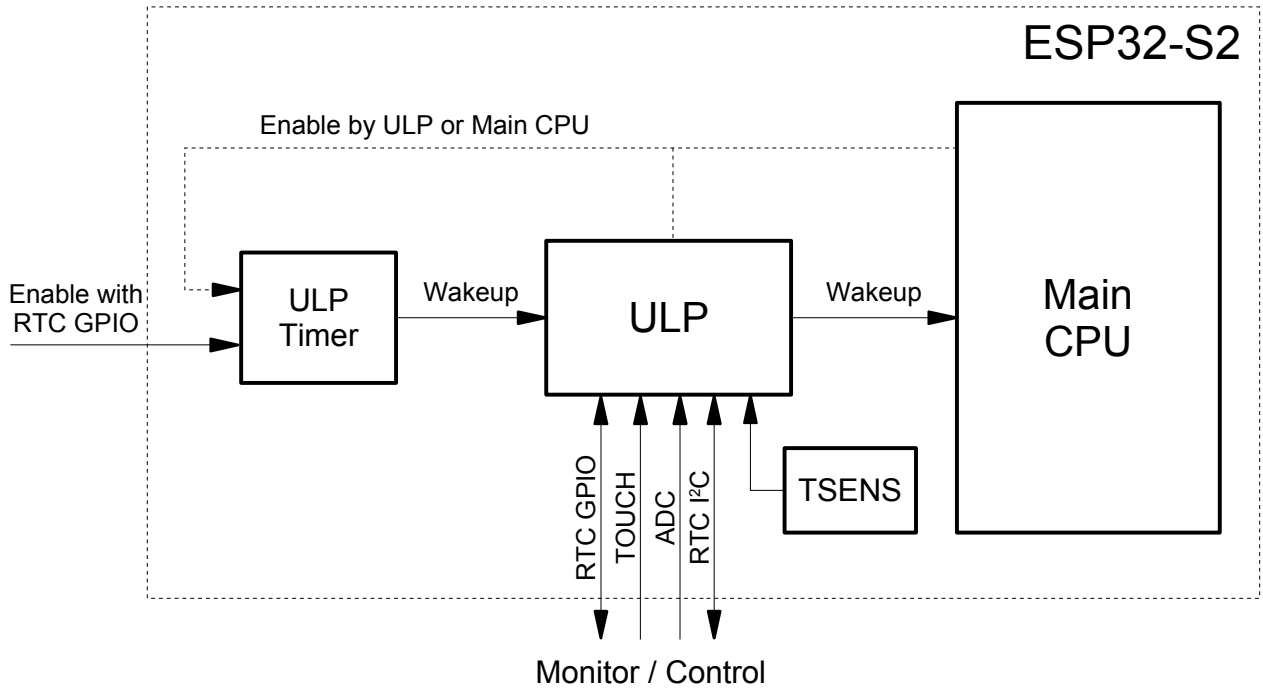 ESP32-S2
Enable by ULP or Main CPU
Enable with
RTC GPIO
ULP
Timer
Wakeup
ULP
Wakeup
Main
CPU
RTC GPIO
TOUCH
ADC
RTC I²C
TSENS
Monitor / Control